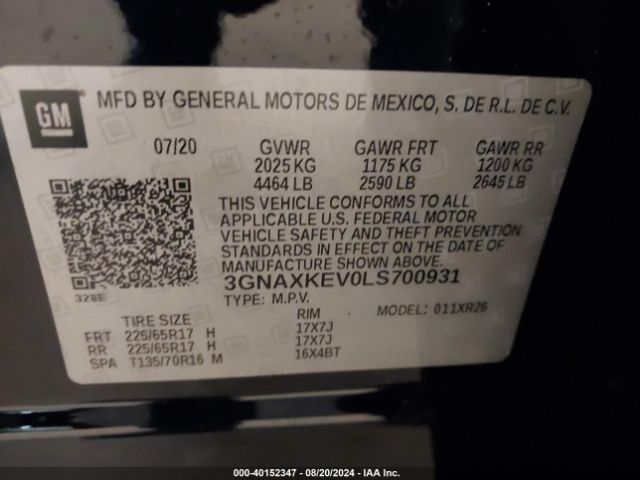 GM
MFD BY GENERAL MOTORS DE MEXICO, S. DE R.L. DE C.V.
07/20 GVWR GAWR FRT GAWR RR
2025 KG 1175 KG 1200 KG
4464 LB 2590 LB 2645 LB
THIS VEHICLE CONFORMS TO ALL
APPLICABLE U.S. FEDERAL MOTOR
VEHICLE SAFETY AND THEFT PREVENTION
STANDARDS IN EFFECT ON THE DATE OF
MANUFACTURE SHOWN ABOVE.
3GNAXKEV0LS700931
328E
TYPE: M.P.V. MODEL: 011XR26
TIRE SIZE RIM
FRT 225/65R17 H 17X7J
RR 225/65R17 H 17X7J
SPA T135/70R16 M 16X4BT
000-40152347 - 08/20/2024 - IAA Inc.